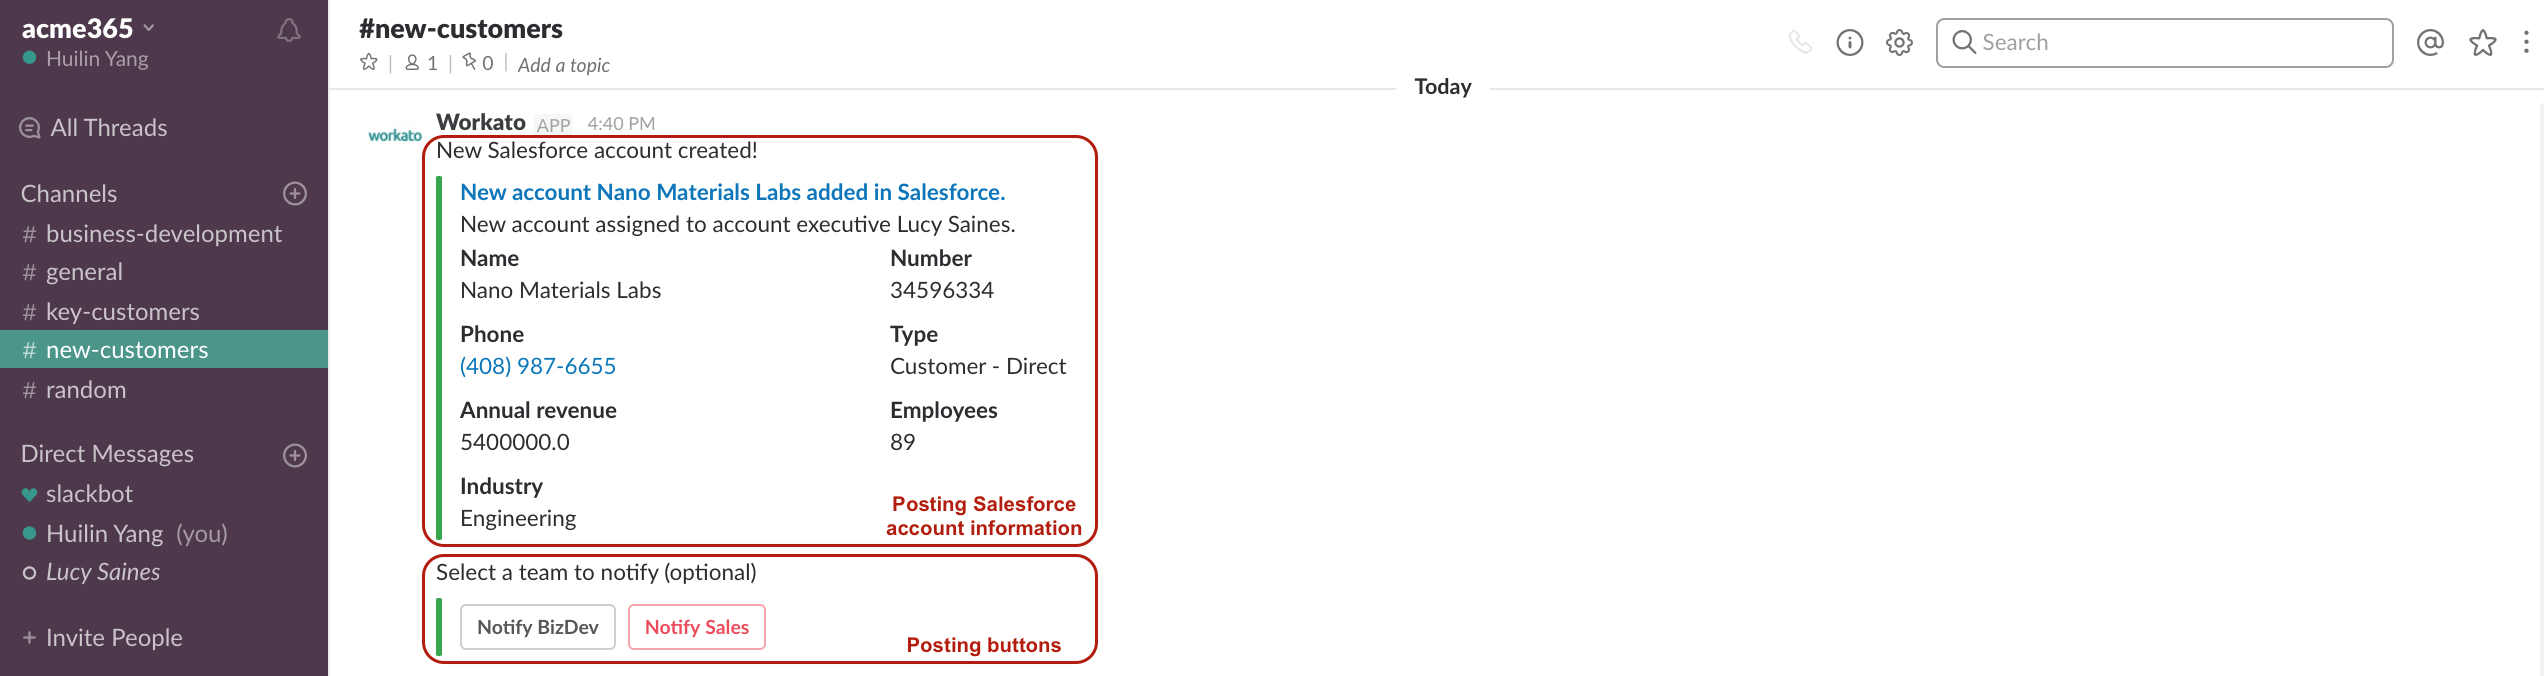 acme365
Huilin Yang
All Threads
Channels
# business-development
# general
# key-customers
# new-customers
# random
Direct Messages
slackbot
Huilin Yang (you)
Lucy Saines
+ Invite People
#new-customers
1 | 0 | Add a topic
Search
Today
workato
Workato APP 4:40 PM
New Salesforce account created!
New account Nano Materials Labs added in Salesforce.
New account assigned to account executive Lucy Saines.
Name Number
Nano Materials Labs 34596334
Phone Type
(408) 987-6655 Customer - Direct
Annual revenue Employees
5400000.0 89
Industry
Engineering
Posting Salesforce
account information
Select a team to notify (optional)
Notify BizDev Notify Sales
Posting buttons